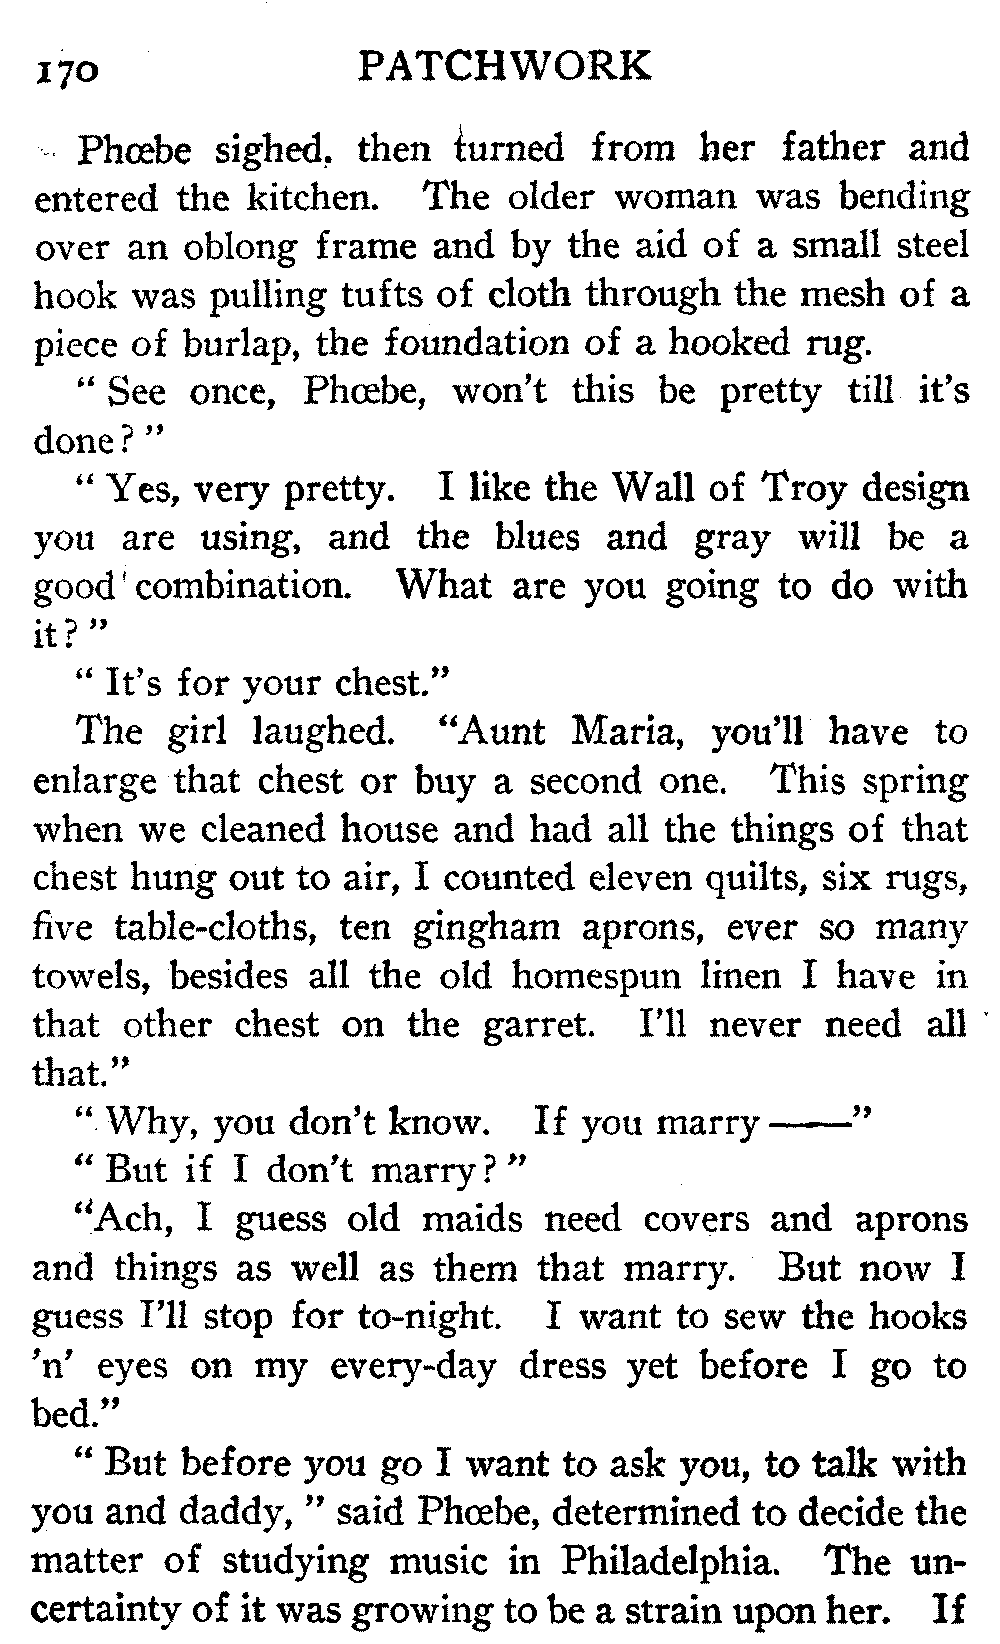 170 PATCHWORK
Phœbe sighed, then turned from her father and
entered the kitchen. The older woman was bending
over an oblong frame and by the aid of a small steel
hook was pulling tufts of cloth through the mesh of a
piece of burlap, the foundation of a hooked rug.
“ See once, Phœbe, won't this be pretty till it's
done? ”
“ Yes, very pretty. I like the Wall of Troy design
you are using, and the blues and gray will be a
good combination. What are you going to do with
it? ”
“ It's for your chest.”
The girl laughed. “Aunt Maria, you'll have to
enlarge that chest or buy a second one. This spring
when we cleaned house and had all the things of that
chest hung out to air, I counted eleven quilts, six rugs,
five table-cloths, ten gingham aprons, ever so many
towels, besides all the old homespun linen I have in
that other chest on the garret. I'll never need all
that.”
“ Why, you don't know. If you marry——”
“ But if I don't marry? ”
“Ach, I guess old maids need covers and aprons
and things as well as them that marry. But now I
guess I'll stop for to-night. I want to sew the hooks
'n' eyes on my every-day dress yet before I go to
bed.”
“ But before you go I want to ask you, to talk with
you and daddy, ” said Phœbe, determined to decide the
matter of studying music in Philadelphia. The un-
certainty of it was growing to be a strain upon her. If